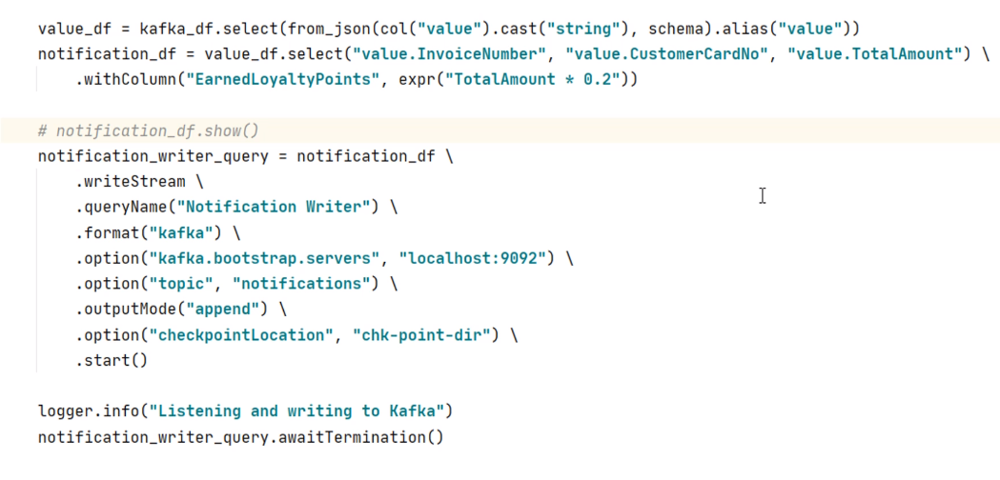 value_df = kafka_df.select(from_json(col("value").cast("string"), schema).alias("value"))
notification_df = value_df.select("value.InvoiceNumber", "value.CustomerCardNo", "value.TotalAmount") \
    .withColumn("EarnedLoyaltyPoints", expr("TotalAmount * 0.2"))

# notification_df.show()
notification_writer_query = notification_df \
    .writeStream \
    .queryName("Notification Writer") \
    .format("kafka") \
    .option("kafka.bootstrap.servers", "localhost:9092") \
    .option("topic", "notifications") \
    .outputMode("append") \
    .option("checkpointLocation", "chk-point-dir") \
    .start()

logger.info("Listening and writing to Kafka")
notification_writer_query.awaitTermination()